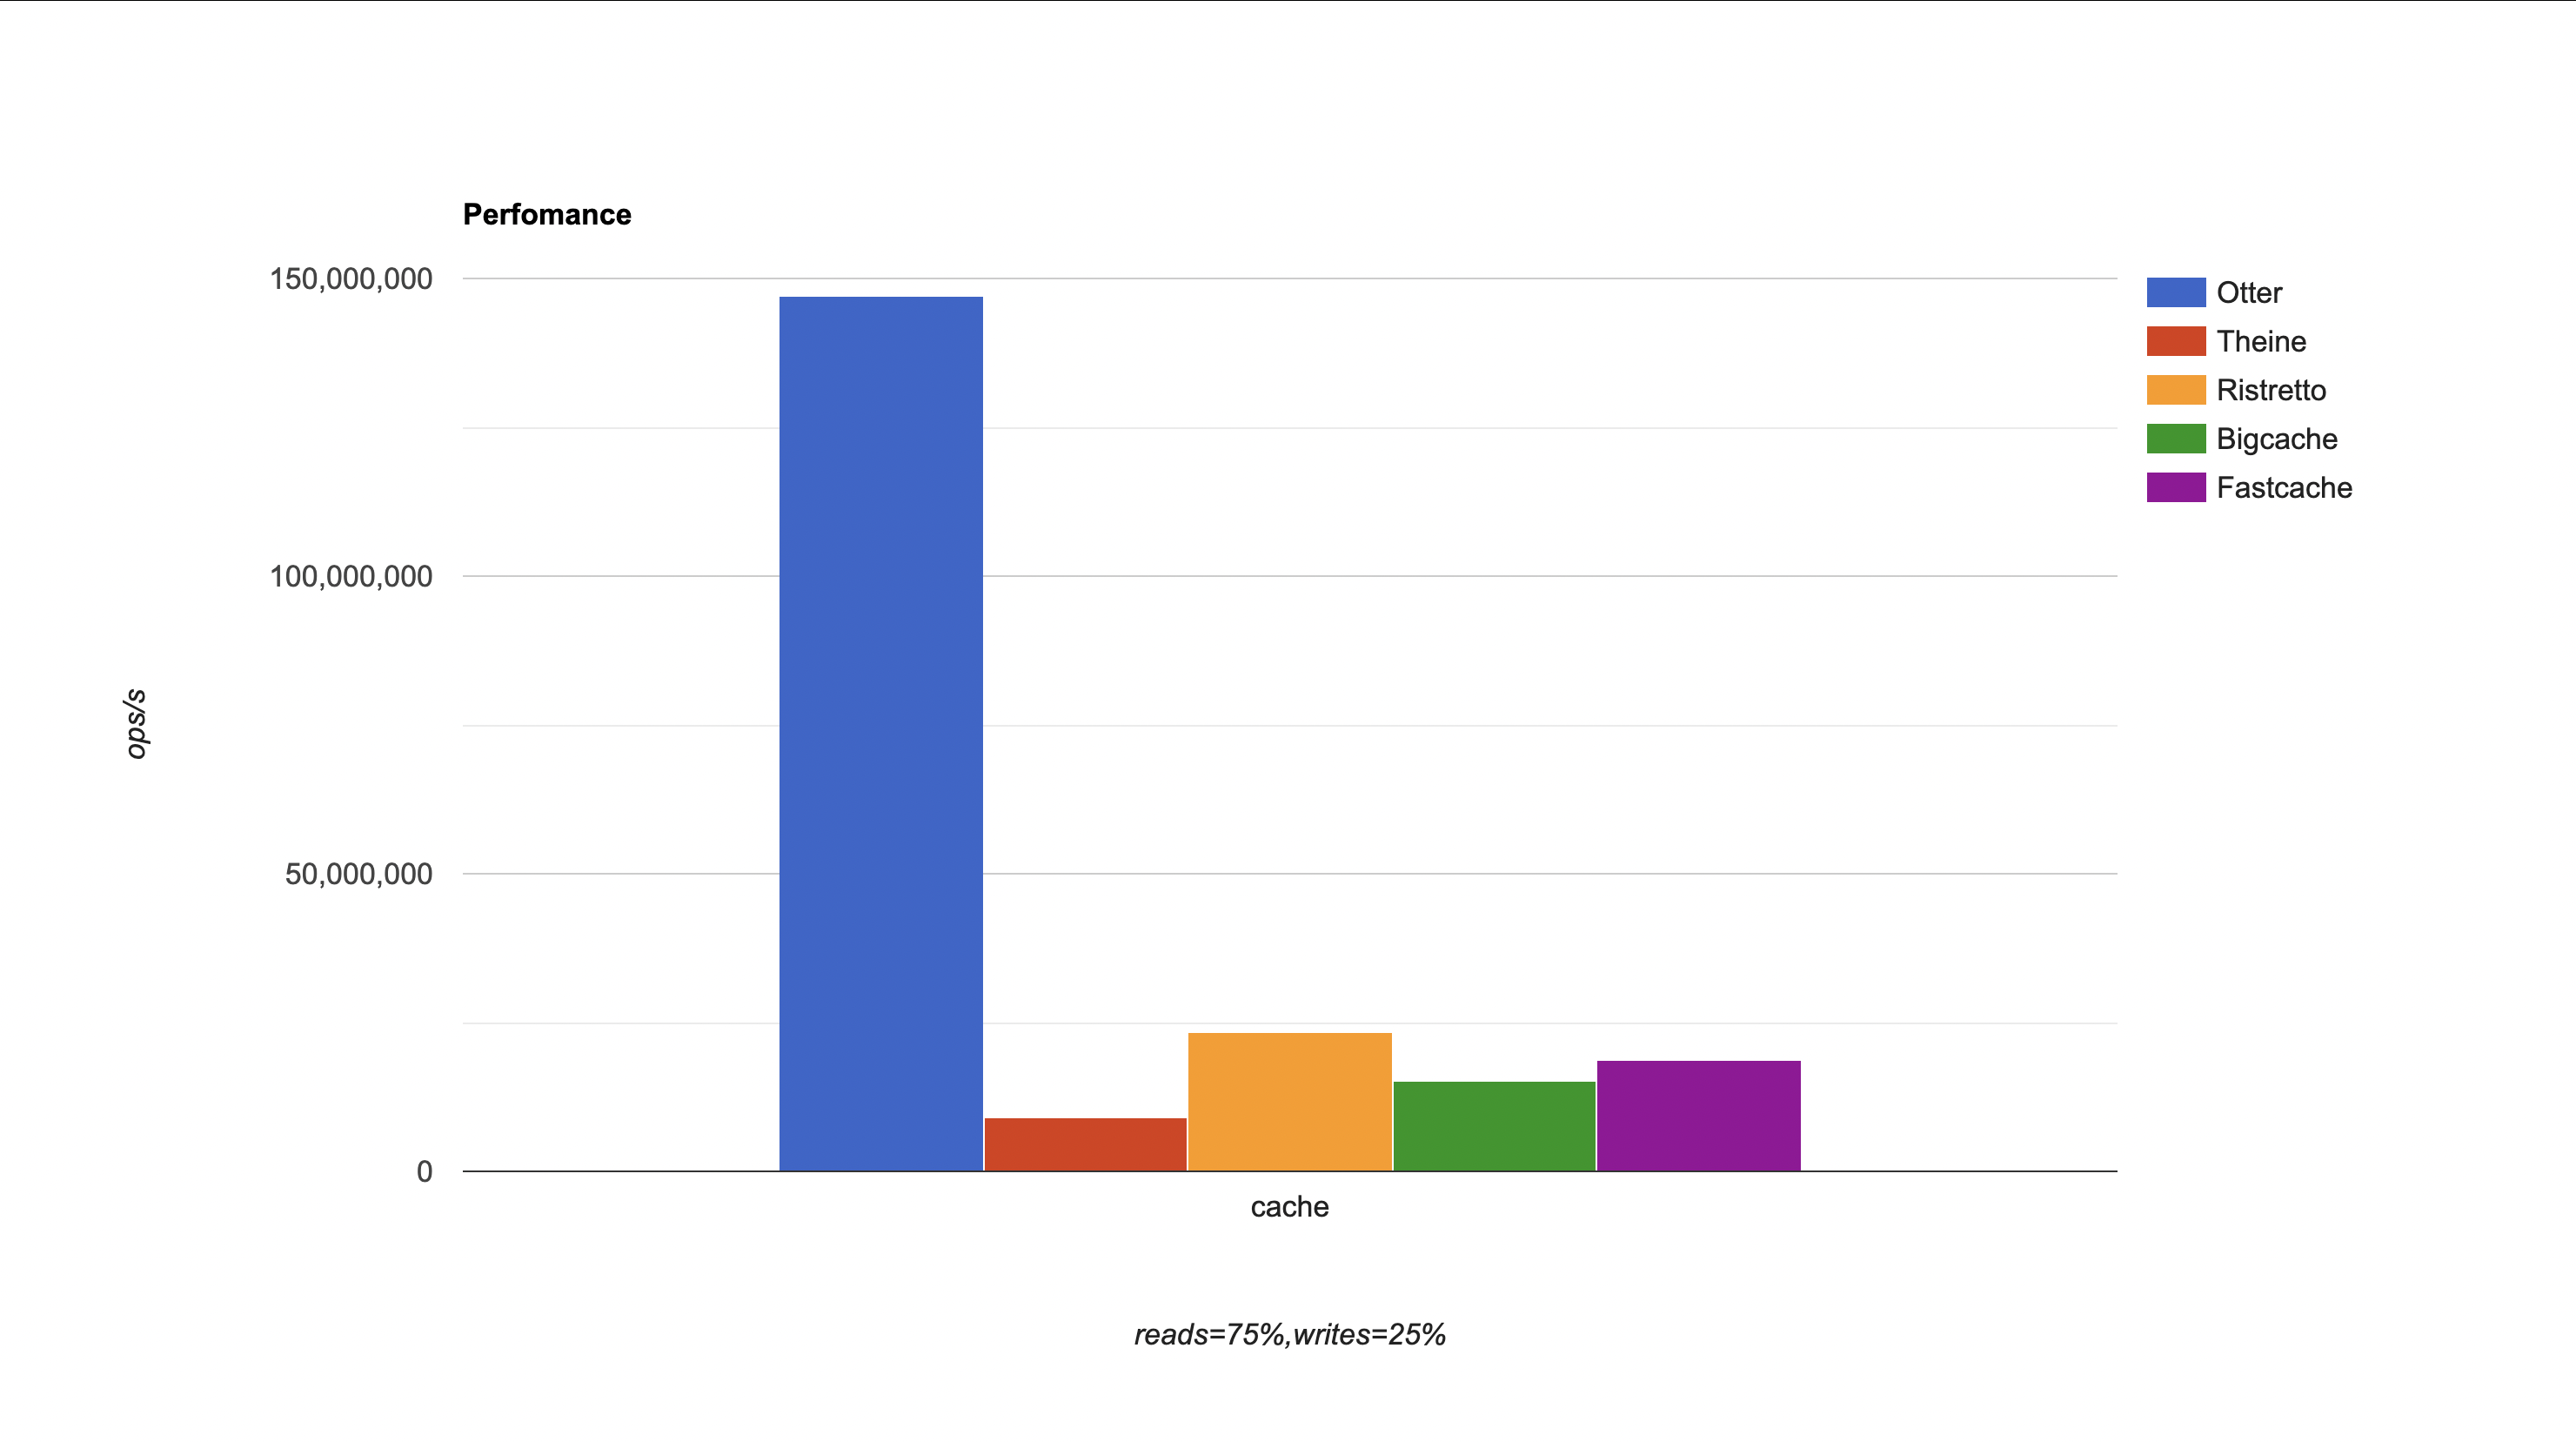 Perfomance
150,000,000
100,000,000
50,000,000
0
ops/s
cache
reads=75%,writes=25%
Otter
Theine
Ristretto
Bigcache
Fastcache